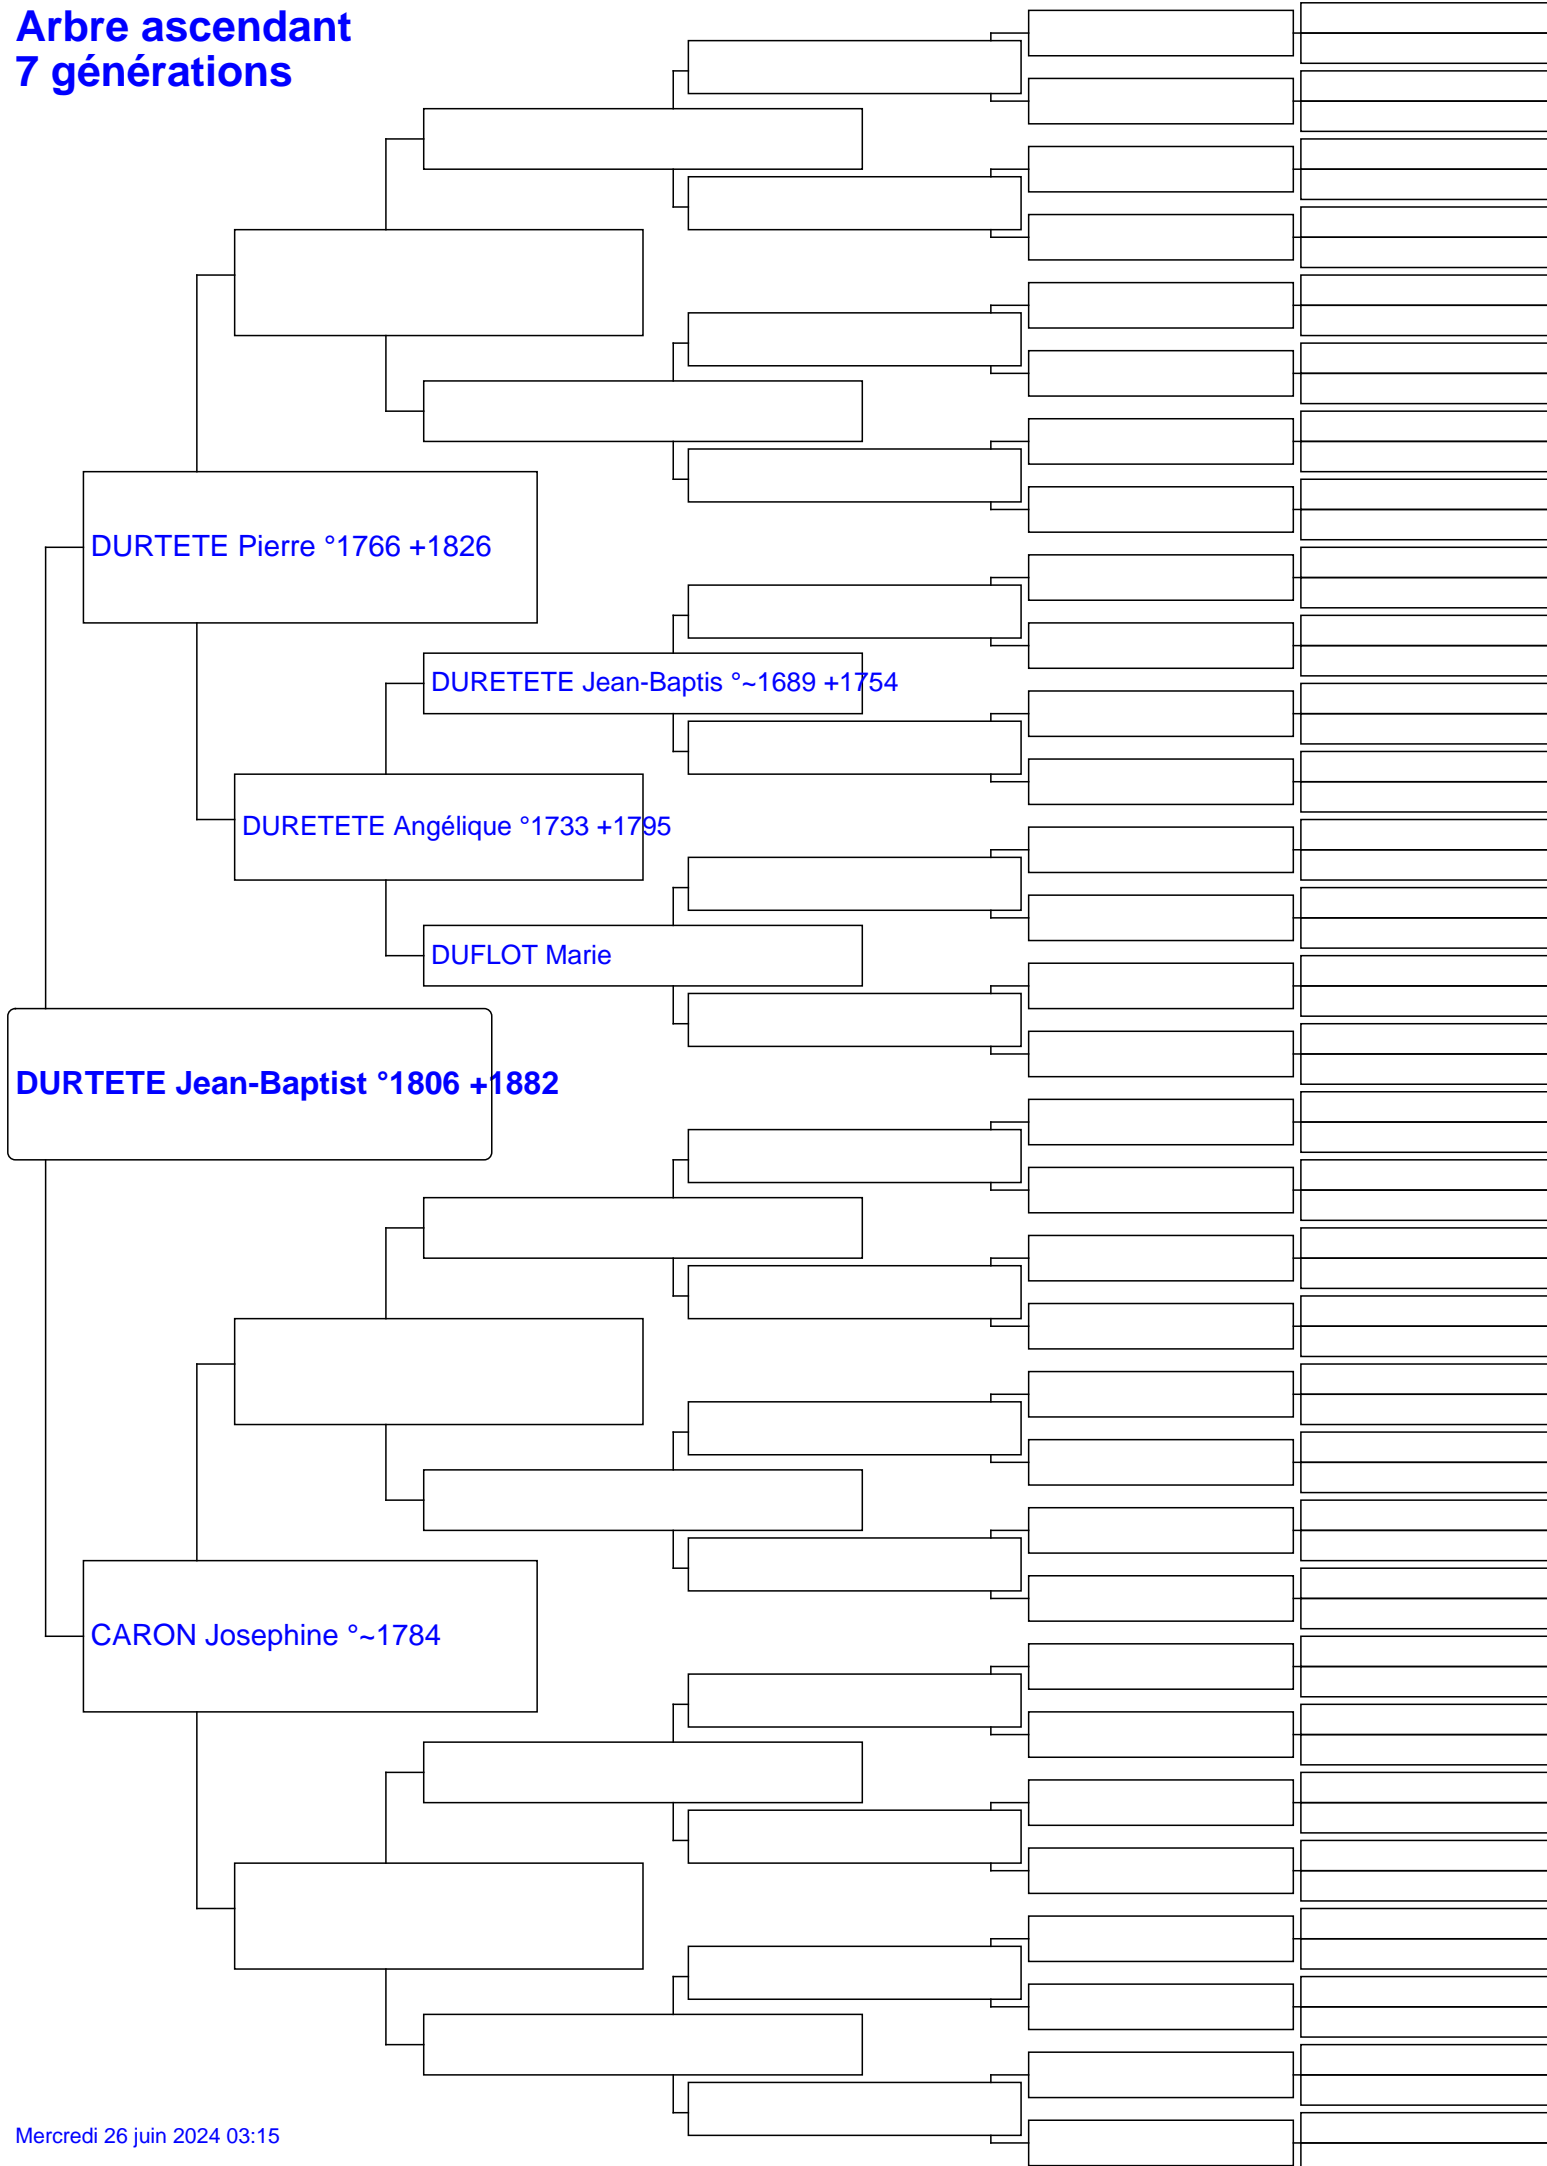 Arbre ascendant
7 générations
DURTETE Pierre °1766 +1826
DURETETE Jean-Baptis °~1689 +1754
DURETETE Angélique °1733 +1795
DUFLOT Marie
DURTETE Jean-Baptist °1806 +1882
CARON Josephine °~1784
Mercredi 26 juin 2024 03:15